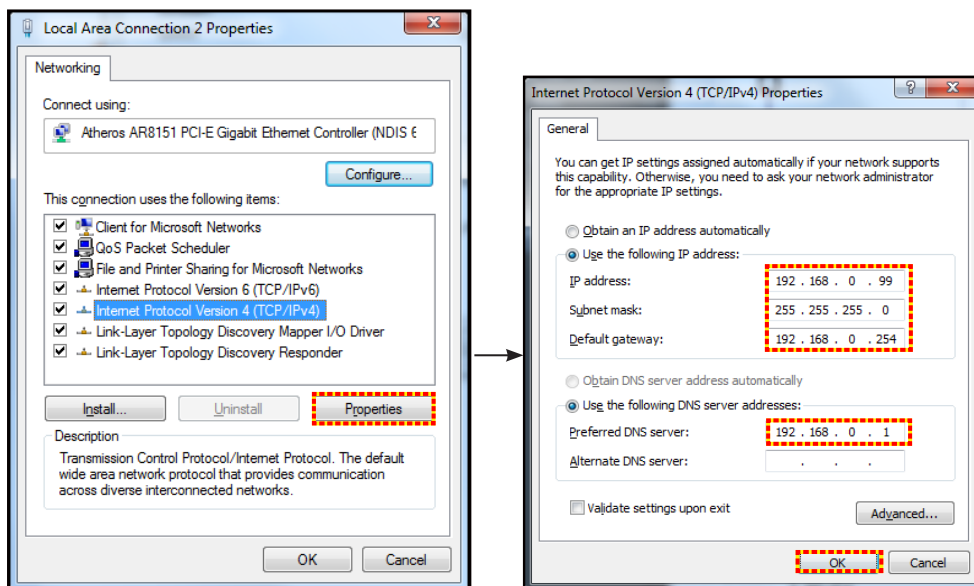 Local Area Connection 2 Properties
Networking
Connect using:
Atheros AR8151 PCI-E Gigabit Ethernet Controller (NDIS 6
Configure...
This connection uses the following items:
Client for Microsoft Networks
QoS Packet Scheduler
File and Printer Sharing for Microsoft Networks
Internet Protocol Version 6 (TCP/IPv6)
Internet Protocol Version 4 (TCP/IPv4)
Link-Layer Topology Discovery Mapper I/O Driver
Link-Layer Topology Discovery Responder
Install...
Uninstall
Properties
Description
Transmission Control Protocol/Internet Protocol. The default
wide area network protocol that provides communication
across diverse interconnected networks.
OK
Cancel
Internet Protocol Version 4 (TCP/IPv4) Properties
General
You can get IP settings assigned automatically if your network supports
this capability. Otherwise, you need to ask your network administrator
for the appropriate IP settings.
Obtain an IP address automatically
Use the following IP address:
IP address: 192 . 168 . 0 . 99
Subnet mask: 255 . 255 . 255 . 0
Default gateway: 192 . 168 . 0 . 254
Obtain DNS server address automatically
Use the following DNS server addresses:
Preferred DNS server: 192 . 168 . 0 . 1
Alternate DNS server: . . .
Validate settings upon exit
Advanced...
OK
Cancel